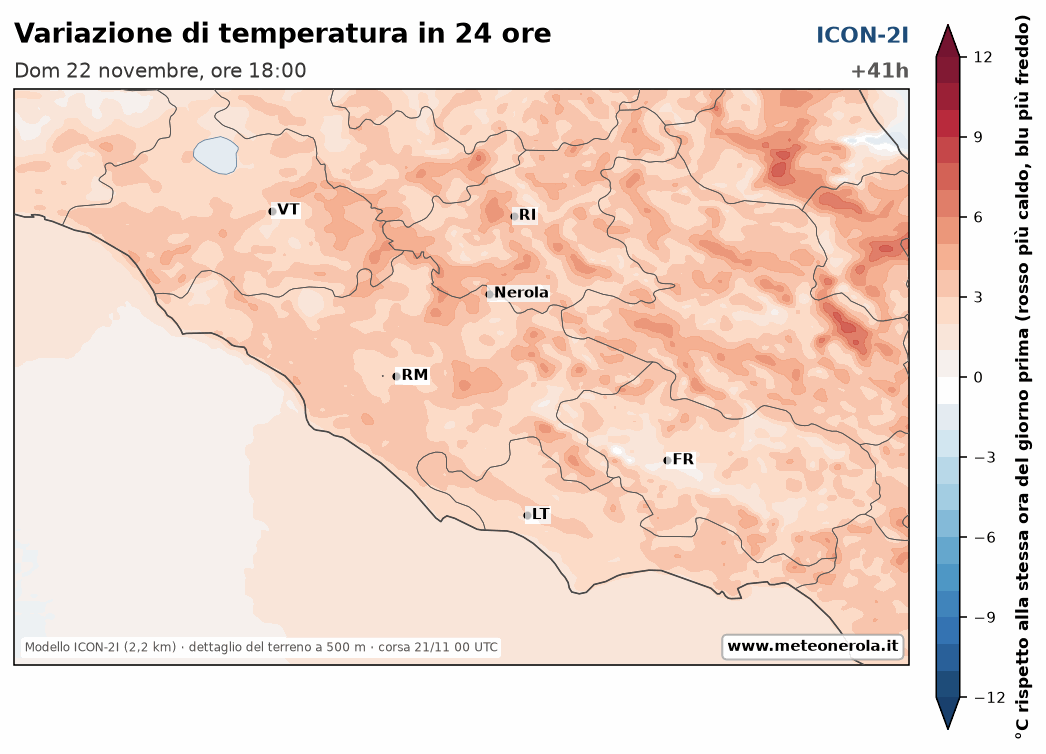 Variazione di temperatura in 24 ore
ICON-2I
Dom 22 novembre, ore 18:00
+41h
VT
RI
Nerola
RM
FR
LT
Modello ICON-2I (2,2 km) · dettaglio del terreno a 500 m · corsa 21/11 00 UTC
www.meteonerola.it
12
9
6
3
0
−3
−6
−9
−12
°C rispetto alla stessa ora del giorno prima (rosso più caldo, blu più freddo)